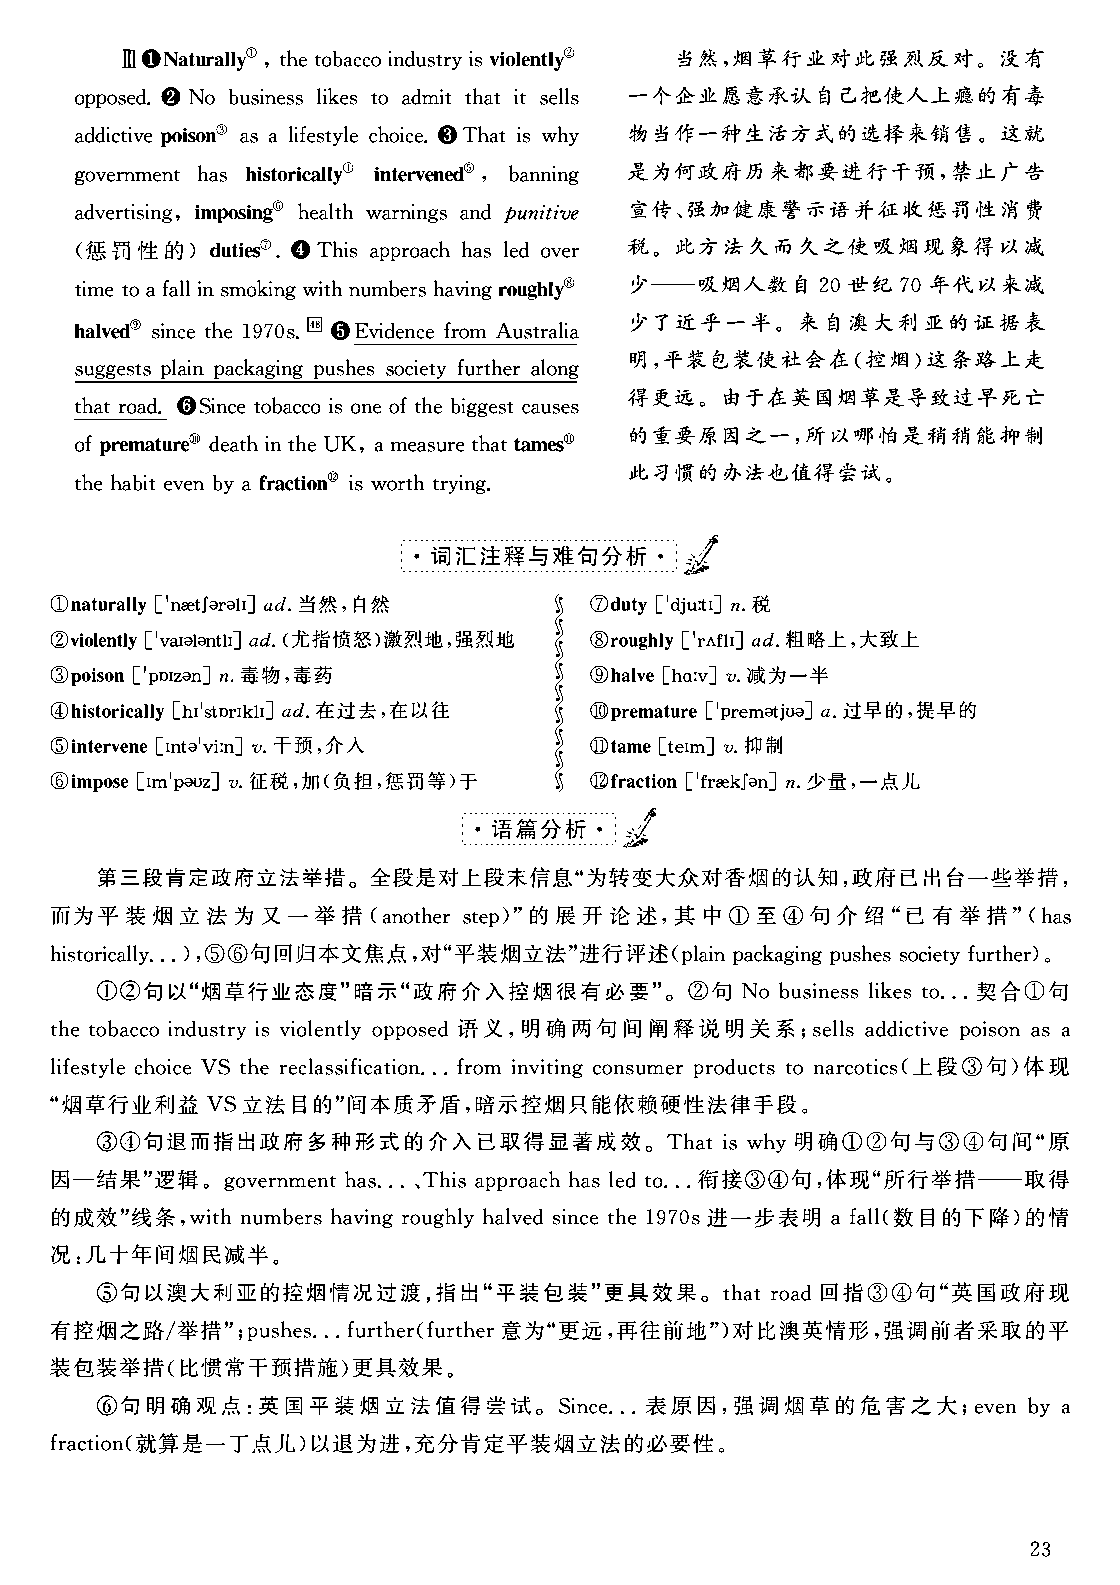 Ⅲ ❶Naturally①, the tobacco industry is violently②
opposed. ❷ No business likes to admit that it sells
addictive poison③ as a lifestyle choice. ❸ That is why
government has historically④ intervened⑤, banning
advertising, imposing⑥ health warnings and punitive
(惩罚性的) duties⑦. ❹ This approach has led over
time to a fall in smoking with numbers having roughly⑧
halved⑨ since the 1970s. 48 ❺ Evidence from Australia
suggests plain packaging pushes society further along
that road. ❻Since tobacco is one of the biggest causes
of premature⑩ death in the UK, a measure that tames⑪
the habit even by a fraction⑫ is worth trying.
当然,烟草行业对此强烈反对。没有
一个企业愿意承认自己把使人上瘾的有毒
物当作一种生活方式的选择来销售。这就
是为何政府历来都要进行干预,禁止广告
宣传、强加健康警示语并征收惩罚性消费
税。此方法久而久之使吸烟现象得以减
少——吸烟人数自 20 世纪 70 年代以来减
少了近乎一半。来自澳大利亚的证据表
明,平装包装使社会在(控烟)这条路上走
得更远。由于在英国烟草是导致过早死亡
的重要原因之一,所以哪怕是稍稍能抑制
此习惯的办法也值得尝试。
·词汇注释与难句分析·
①naturally [ˈnætʃərəlɪ] ad. 当然,自然
②violently [ˈvaɪələntlɪ] ad. (尤指愤怒)激烈地,强烈地
③poison [ˈpɒɪzən] n. 毒物,毒药
④historically [hɪˈstɒrɪklɪ] ad. 在过去,在以往
⑤intervene [ɪntəˈviːn] v. 干预,介入
⑥impose [ɪmˈpəʊz] v. 征税,加(负担,惩罚等)于
⑦duty [ˈdjuːtɪ] n. 税
⑧roughly [ˈrʌflɪ] ad. 粗略上,大致上
⑨halve [hɑːv] v. 减为一半
⑩premature [ˈpremətjʊə] a. 过早的,提早的
⑪tame [teɪm] v. 抑制
⑫fraction [ˈfrækʃən] n. 少量,一点儿
·语篇分析·
第三段肯定政府立法举措。全段是对上段末信息“为转变大众对香烟的认知,政府已出台一些举措,
而为平装烟立法为又一举措(another step)”的展开论述,其中①至④句介绍“已有举措”(has
historically...),⑤⑥句回归本文焦点,对“平装烟立法”进行评述(plain packaging pushes society further)。
①②句以“烟草行业态度”暗示“政府介入控烟很有必要”。②句 No business likes to... 契合①句
the tobacco industry is violently opposed 语义,明确两句间阐释说明关系;sells addictive poison as a
lifestyle choice VS the reclassification... from inviting consumer products to narcotics(上段③句)体现
“烟草行业利益 VS 立法目的”间本质矛盾,暗示控烟只能依赖硬性法律手段。
③④句退而指出政府多种形式的介入已取得显著成效。That is why 明确①②句与③④句间“原
因—结果”逻辑。government has... 、This approach has led to... 衔接③④句,体现“所行举措——取得
的成效”线条,with numbers having roughly halved since the 1970s 进一步表明 a fall(数目的下降)的情
况:几十年间烟民减半。
⑤句以澳大利亚的控烟情况过渡,指出“平装包装”更具效果。that road 回指③④句“英国政府现
有控烟之路/举措”;pushes... further(further 意为“更远,再往前地”)对比澳英情形,强调前者采取的平
装包装举措(比惯常干预措施)更具效果。
⑥句明确观点:英国平装烟立法值得尝试。Since... 表原因,强调烟草的危害之大;even by a
fraction(就算是一丁点儿)以退为进,充分肯定平装烟立法的必要性。
23